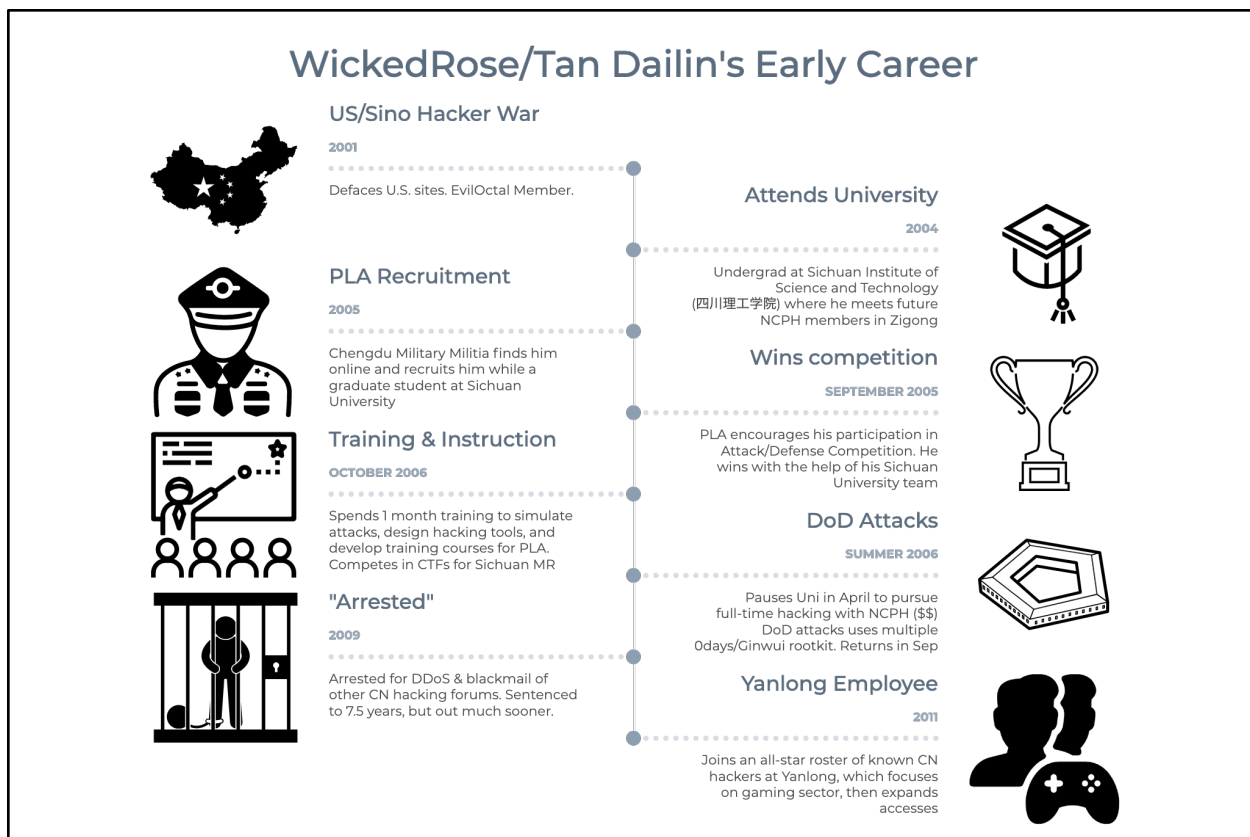 WickedRose/Tan Dailin's Early Career
US/Sino Hacker War
2001
Defaces U.S. sites. EvilOctal Member.
Attends University
2004
Undergrad at Sichuan Institute of
Science and Technology
(四川理工学院) where he meets future
NCPH members in Zigong
PLA Recruitment
2005
Chengdu Military Militia finds him
online and recruits him while a
graduate student at Sichuan
University
Wins competition
SEPTEMBER 2005
PLA encourages his participation in
Attack/Defense Competition. He
wins with the help of his Sichuan
University team
Training & Instruction
OCTOBER 2006
Spends 1 month training to simulate
attacks, design hacking tools, and
develop training courses for PLA.
Competes in CTFs for Sichuan MR
DoD Attacks
SUMMER 2006
Pauses Uni in April to pursue
full-time hacking with NCPH ($$)
DoD attacks uses multiple
0days/Ginwui rootkit. Returns in Sep
"Arrested"
2009
Arrested for DDoS & blackmail of
other CN hacking forums. Sentenced
to 7.5 years, but out much sooner.
Yanlong Employee
2011
Joins an all-star roster of known CN
hackers at Yanlong, which focuses
on gaming sector, then expands
accesses